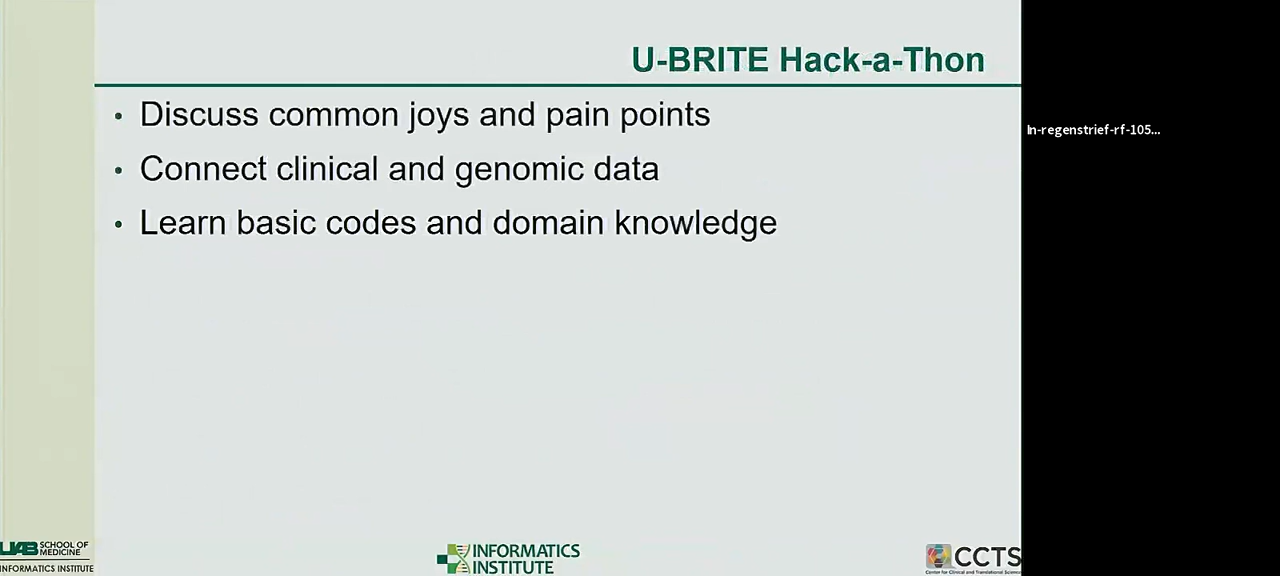 U-BRITE Hack-a-Thon
• Discuss common joys and pain points
• Connect clinical and genomic data
• Learn basic codes and domain knowledge
In-regenstrief-rf-105...
UAB SCHOOL OF
MEDICINE
INFORMATICS INSTITUTE
INFORMATICS
INSTITUTE
CCTS
Center for Clinical and Translational Science